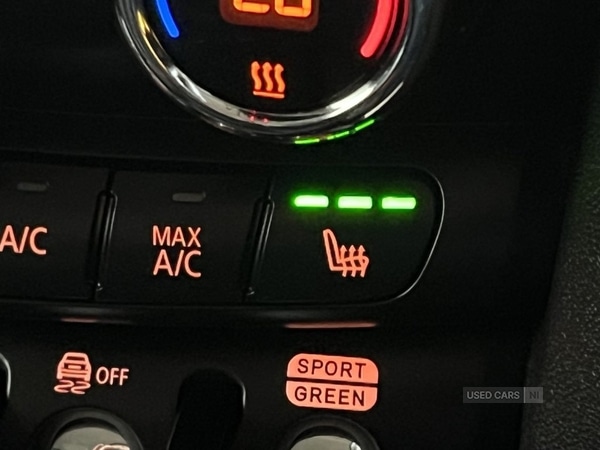 A/C
MAX
A/C
OFF
SPORT
GREEN
USED CARS NI